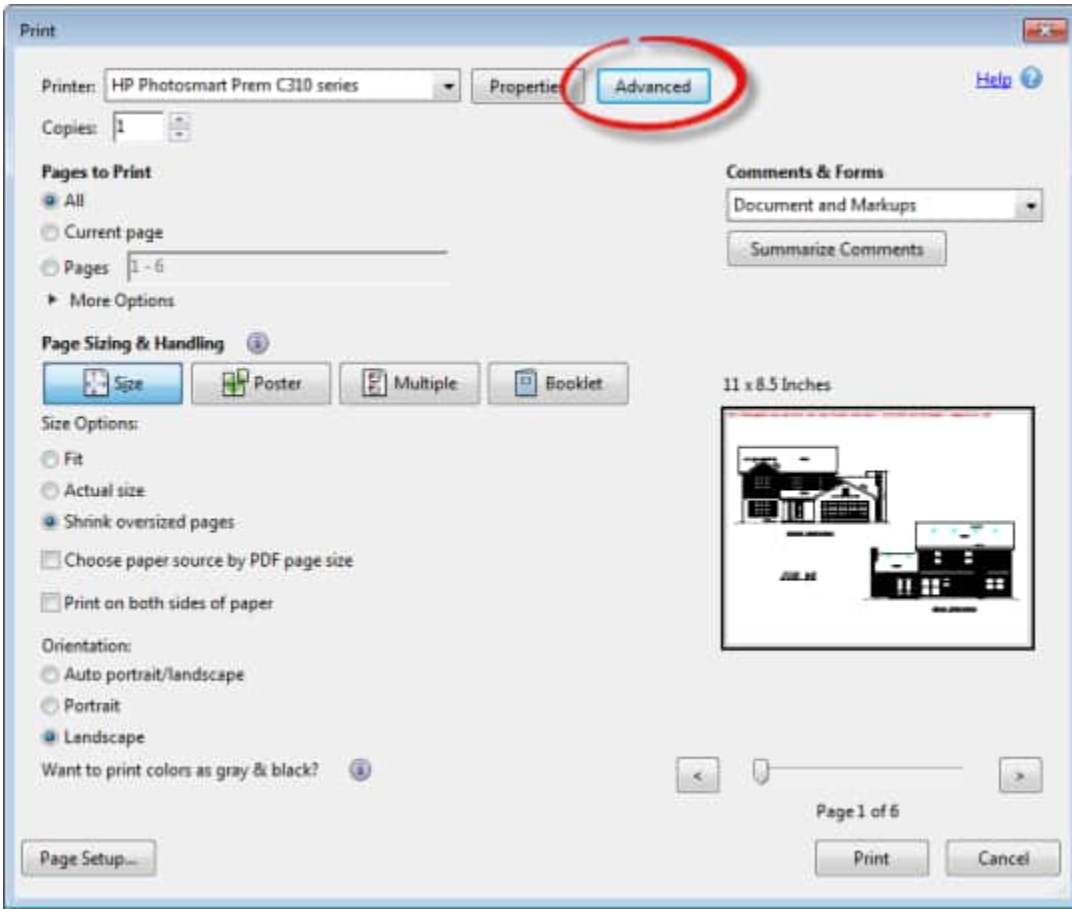 Print
Printer: HP Photosmart Prem C310 series Properties Advanced Help
Copies: 1
Pages to Print
All
Current page
Pages 1 - 6
More Options
Comments & Forms
Document and Markups
Summarize Comments
Page Sizing & Handling
Size Poster Multiple Booklet
Size Options:
Fit
Actual size
Shrink oversized pages
Choose paper source by PDF page size
Print on both sides of paper
Orientation:
Auto portrait/landscape
Portrait
Landscape
Want to print colors as gray & black?
11 x 8.5 Inches
< >
Page 1 of 6
Page Setup... Print Cancel